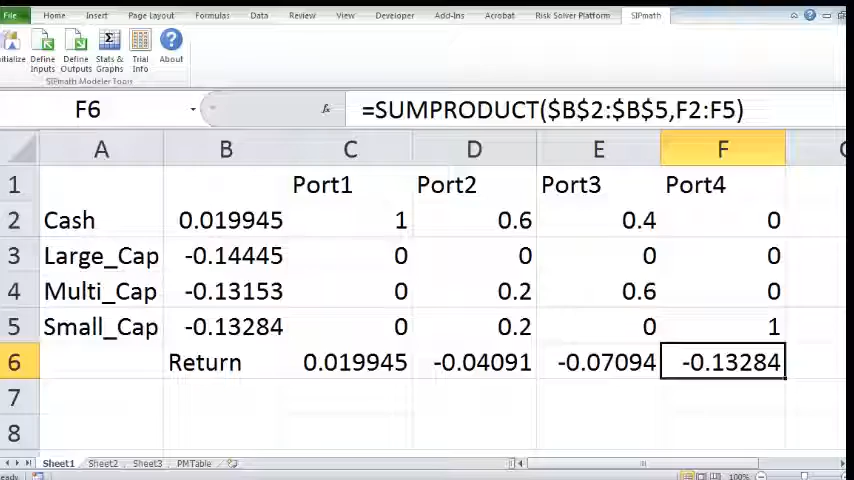 File Home Insert Page Layout Formulas Data Review View Developer Add-Ins Acrobat Risk Solver Platform SIPmath
Initialize Define Inputs Define Outputs Stats & Graphs Trial Info About
SIPmath Modeler Tools
F6 fx =SUMPRODUCT($B$2:$B$5,F2:F5)
A B C D E F
1 Port1 Port2 Port3 Port4
2 Cash 0.019945 1 0.6 0.4 0
3 Large_Cap -0.14445 0 0 0 0
4 Multi_Cap -0.13153 0 0.2 0.6 0
5 Small_Cap -0.13284 0 0.2 0 1
6 Return 0.019945 -0.04091 -0.07094 -0.13284
7
8
Sheet1 Sheet2 Sheet3 PMTable
eady 100%